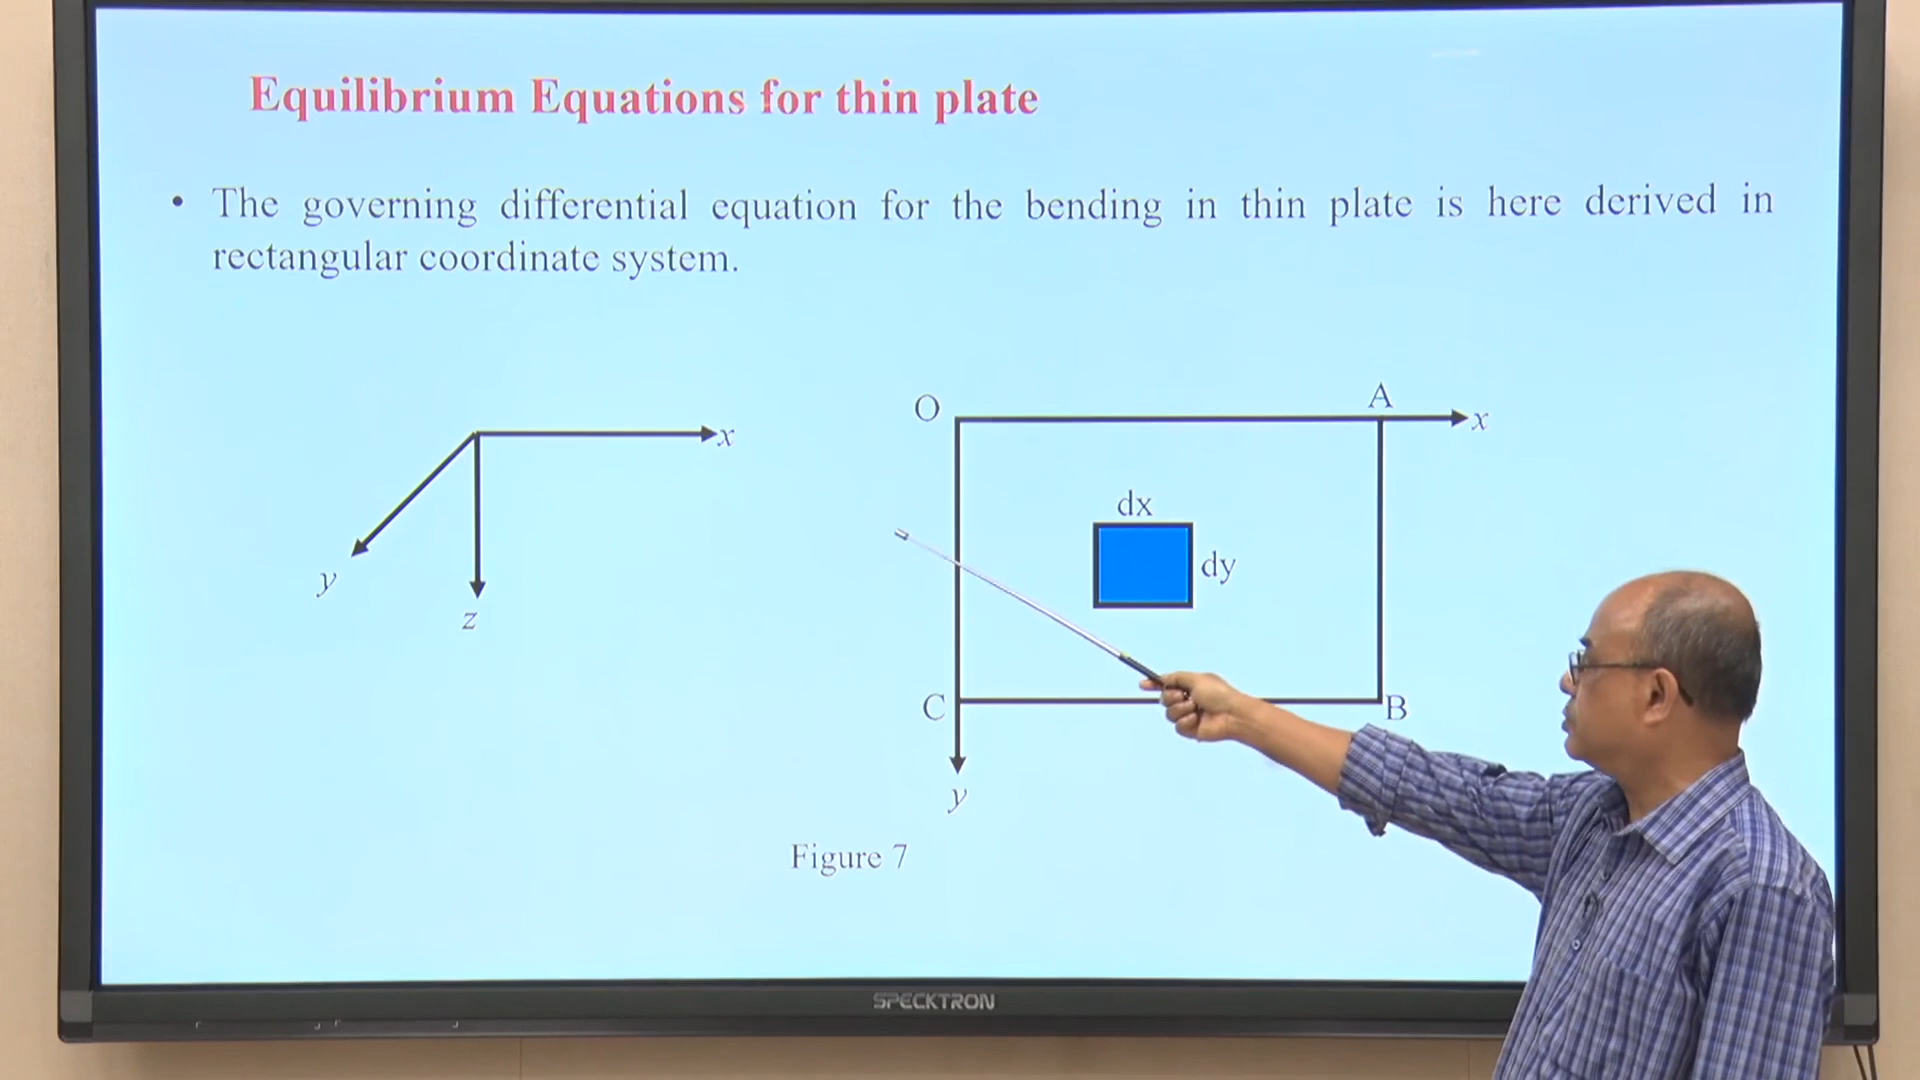 Equilibrium Equations for thin plate
• The governing differential equation for the bending in thin plate is here derived in
rectangular coordinate system.
x
y
z
O
A
x
dx
dy
C
B
y
Figure 7
SPECKTRON